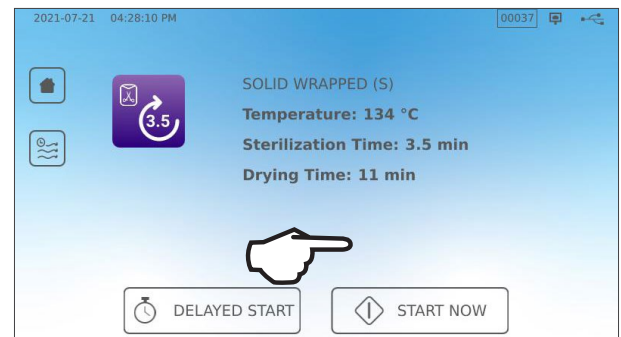 2021-07-21 04:28:10 PM 00037
SOLID WRAPPED (S)
3.5
Temperature: 134 °C
Sterilization Time: 3.5 min
Drying Time: 11 min
DELAYED START
START NOW